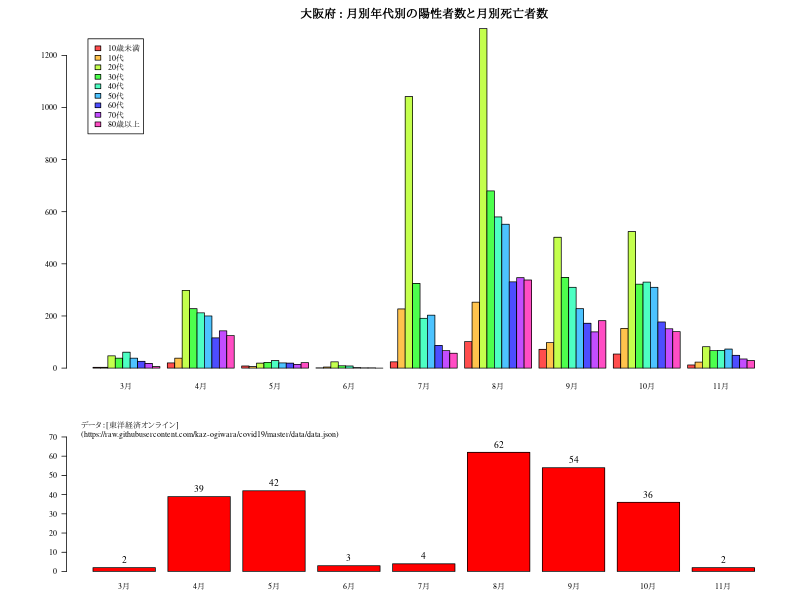 大阪府 : 月別年代別の陽性者数と月別死亡者数
10歳未満
10代
20代
30代
40代
50代
60代
70代
80歳以上
1200
1000
800
600
400
200
0
3月 4月 5月 6月 7月 8月 9月 10月 11月
データ:[東洋経済オンライン]
(https://raw.githubusercontent.com/kaz-ogiwara/covid19/master/data/data.json)
70
60
50
40
30
20
10
0
2 39 42 3 4 62 54 36 2
3月 4月 5月 6月 7月 8月 9月 10月 11月